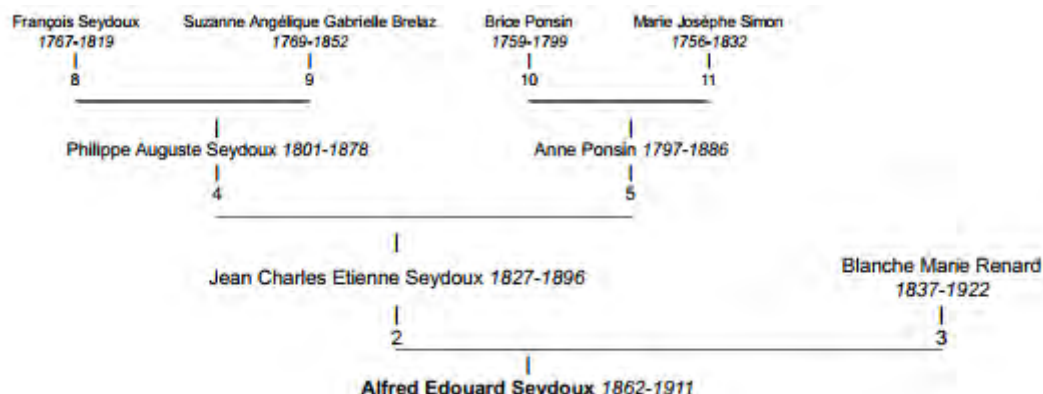 François Seydoux Suzanne Angélique Gabrielle Brelaz Brice Ponsin Marie Josèphe Simon
1767-1819 1769-1852 1759-1799 1756-1832
8 9 10 11
Philippe Auguste Seydoux 1801-1878 Anne Ponsin 1797-1886
4 5
Jean Charles Etienne Seydoux 1827-1896 Blanche Marie Renard
1837-1922
2 3
Alfred Edouard Seydoux 1862-1911